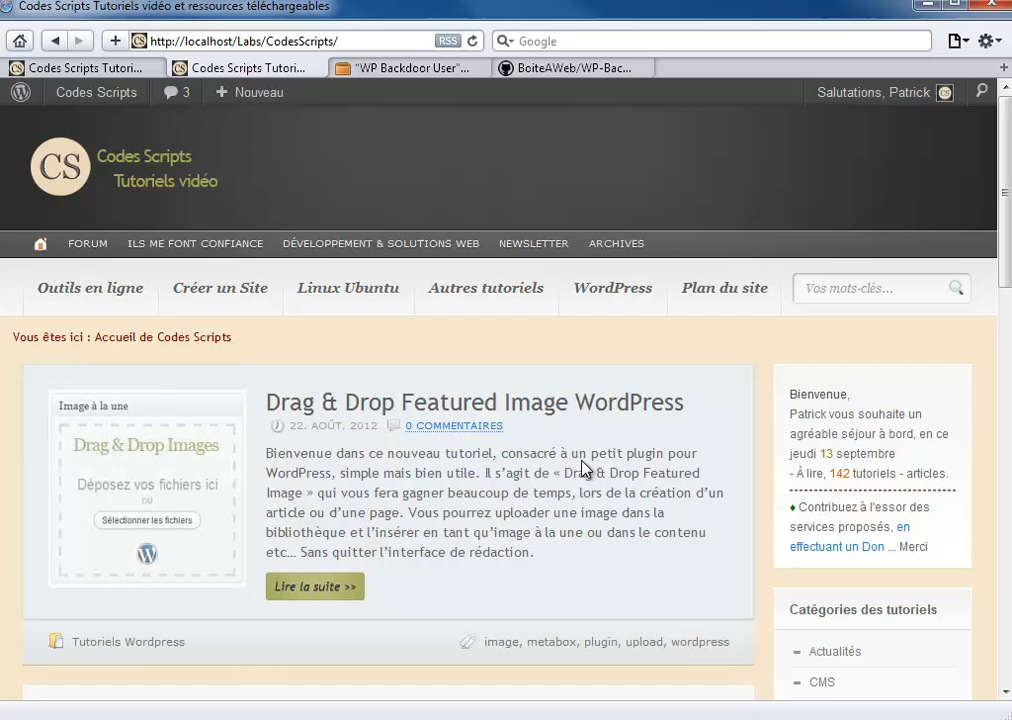 Codes Scripts Tutoriels vidéo et ressources téléchargeables
http://localhost/Labs/CodesScripts/
RSS
Google
Codes Scripts Tutori...
Codes Scripts Tutori...
"WP Backdoor User"...
BoiteAWeb/WP-Bac...
Codes Scripts
3
Nouveau
Salutations, Patrick
CS
Codes Scripts
Tutoriels vidéo
FORUM
ILS ME FONT CONFIANCE
DÉVELOPPEMENT & SOLUTIONS WEB
NEWSLETTER
ARCHIVES
Outils en ligne
Créer un Site
Linux Ubuntu
Autres tutoriels
WordPress
Plan du site
Vos mots-clés...
Vous êtes ici : Accueil de Codes Scripts
Image à la une
Drag & Drop Images
Déposez vos fichiers ici
OU
Sélectionner les fichiers
Drag & Drop Featured Image WordPress
22. AOÛT, 2012
0 COMMENTAIRES
Bienvenue dans ce nouveau tutoriel, consacré à un petit plugin pour
WordPress, simple mais bien utile. Il s'agit de « Drag & Drop Featured
Image » qui vous fera gagner beaucoup de temps, lors de la création d'un
article ou d'une page. Vous pourrez uploader une image dans la
bibliothèque et l'insérer en tant qu'image à la une ou dans le contenu
etc... Sans quitter l'interface de rédaction.
Lire la suite >>
Tutoriels Wordpress
image, metabox, plugin, upload, wordpress
Bienvenue,
Patrick vous souhaite un
agréable séjour à bord, en ce
jeudi 13 septembre
- À lire, 142 tutoriels - articles.
♦ Contribuez à l'essor des
services proposés, en
effectuant un Don ... Merci
Catégories des tutoriels
Actualités
CMS